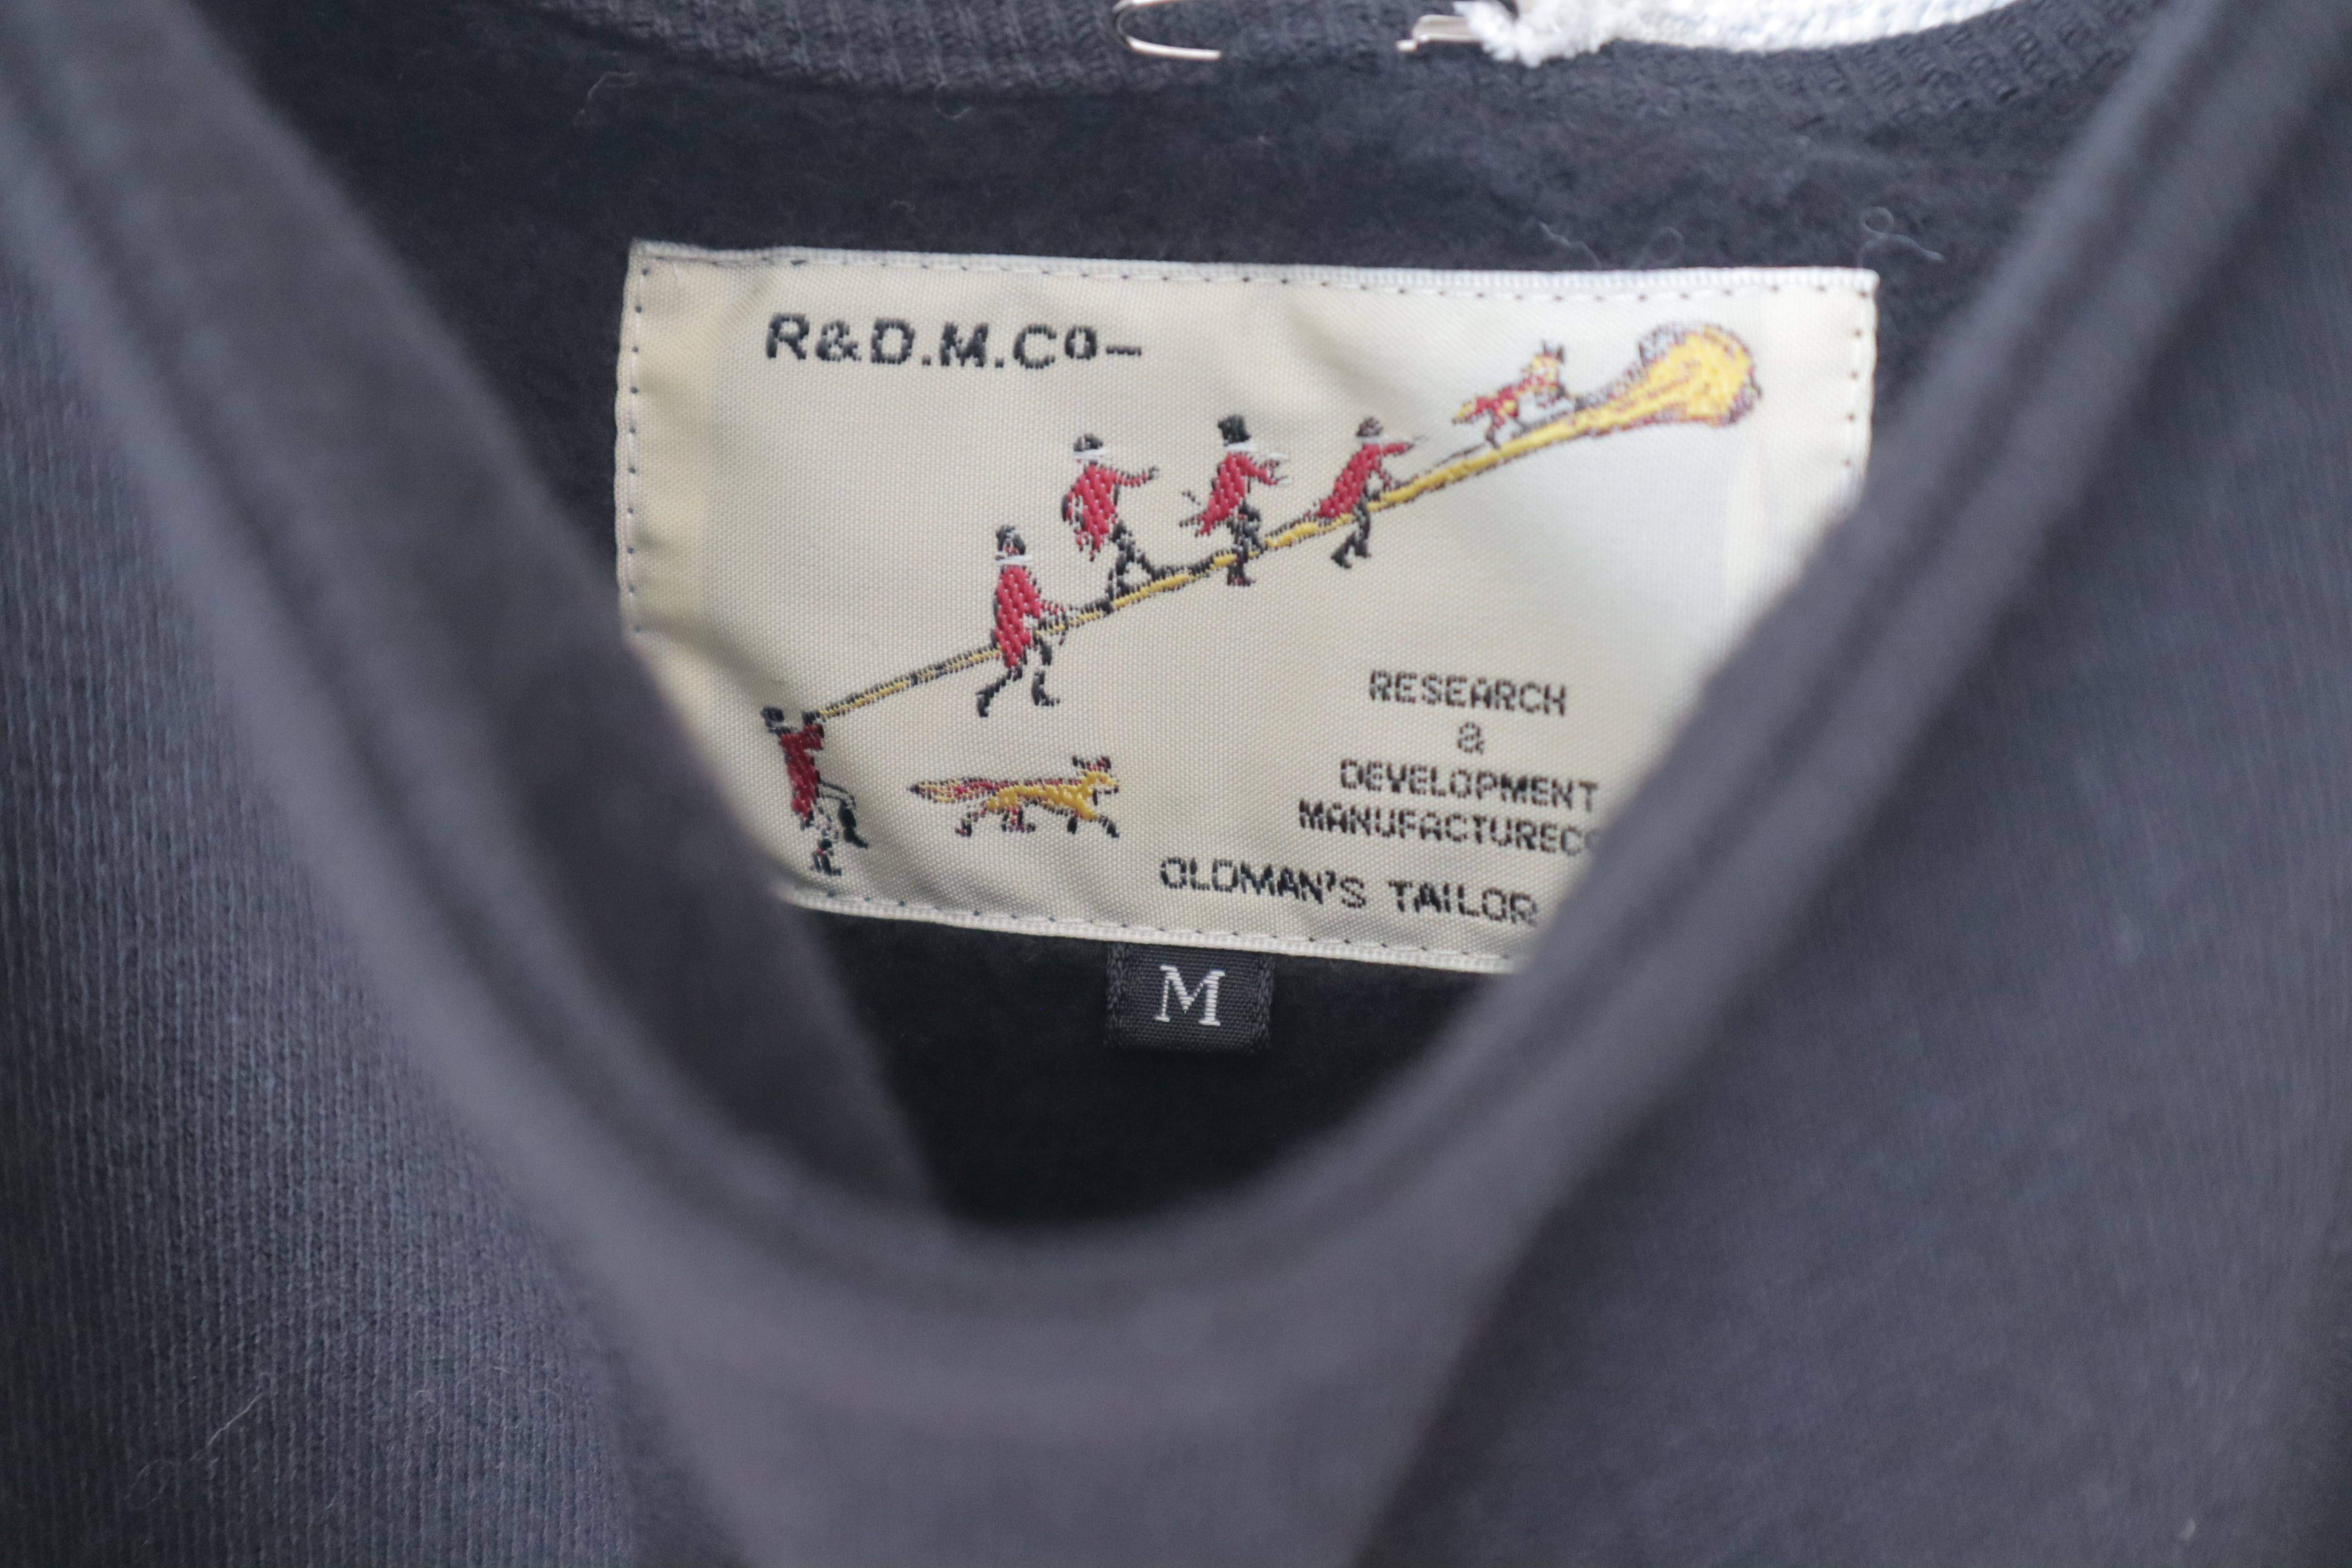 R&D.M.Co-
RESEARCH
&
DEVELOPMENT
MANUFACTURECO
OLDMAN'S TAILOR
M